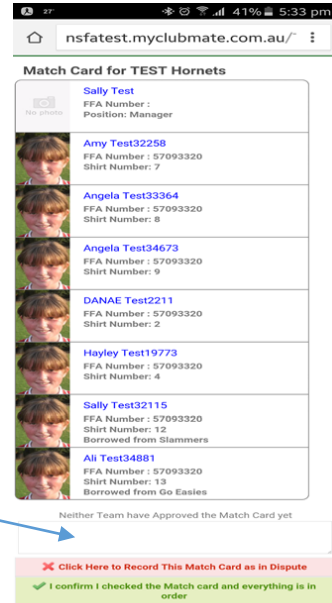 27° 41% 5:33 pm
nsfatest.myclubmate.com.au/
Match Card for TEST Hornets
No photo
Sally Test
FFA Number :
Position: Manager
Amy Test32258
FFA Number : 57093320
Shirt Number: 7
Angela Test33364
FFA Number : 57093320
Shirt Number: 8
Angela Test34673
FFA Number : 57093320
Shirt Number: 9
DANAE Test2211
FFA Number : 57093320
Shirt Number: 2
Hayley Test19773
FFA Number : 57093320
Shirt Number: 4
Sally Test32115
FFA Number : 57093320
Shirt Number: 12
Borrowed from Slammers
Ali Test34881
FFA Number : 57093320
Shirt Number: 13
Borrowed from Go Easies
Neither Team have Approved the Match Card yet
Click Here to Record This Match Card as in Dispute
I confirm I checked the Match card and everything is in
order